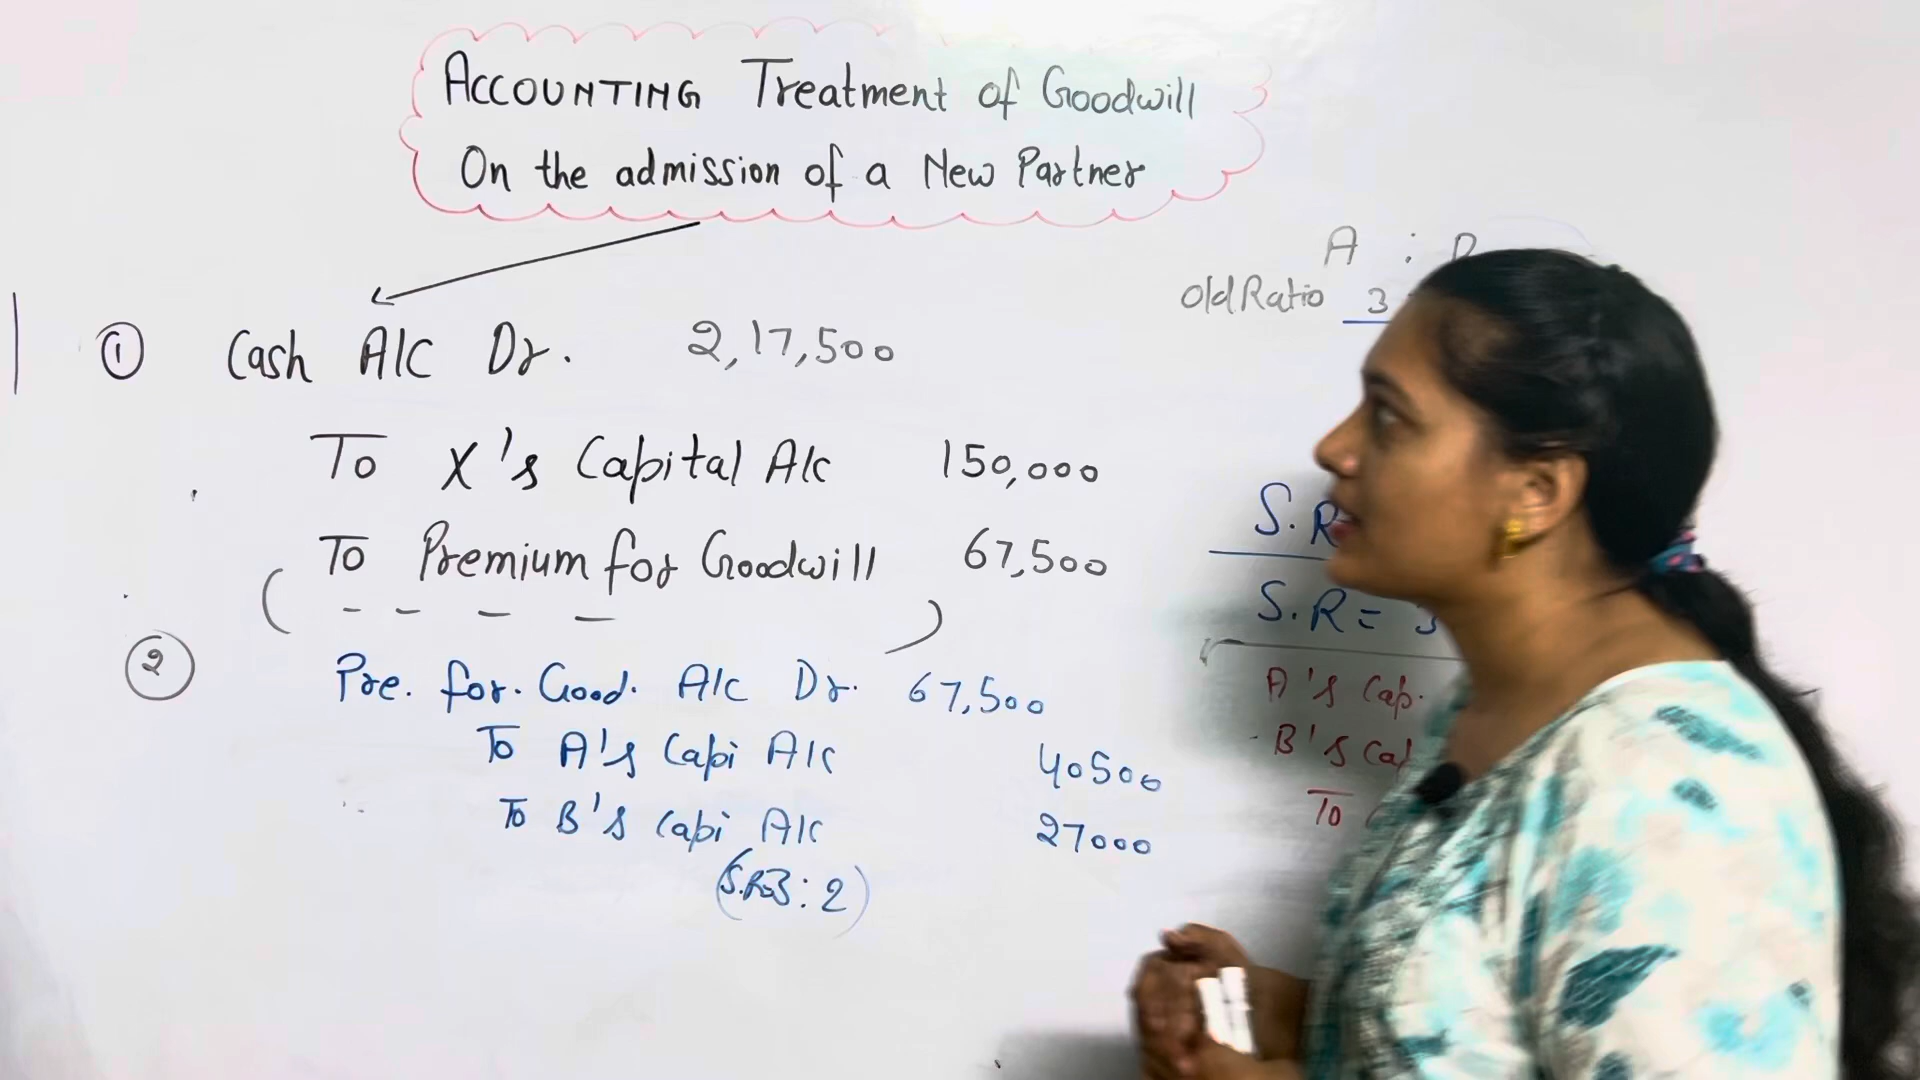 ACCOUNTING Treatment of Goodwill
On the admission of a New Partner
A :
Old Ratio 3
① Cash A/C Dr. 2,17,500
To X's Capital A/c 150,000
To Premium for Goodwill 67,500
( - - - - )
② Pre. for. Good. A/C Dr. 67,500
To A's Capi A/c 40500
To B's Capi A/c 27000
(S.R=3:2)
S.R
S.R =
A's Cap.
B's Cap
To